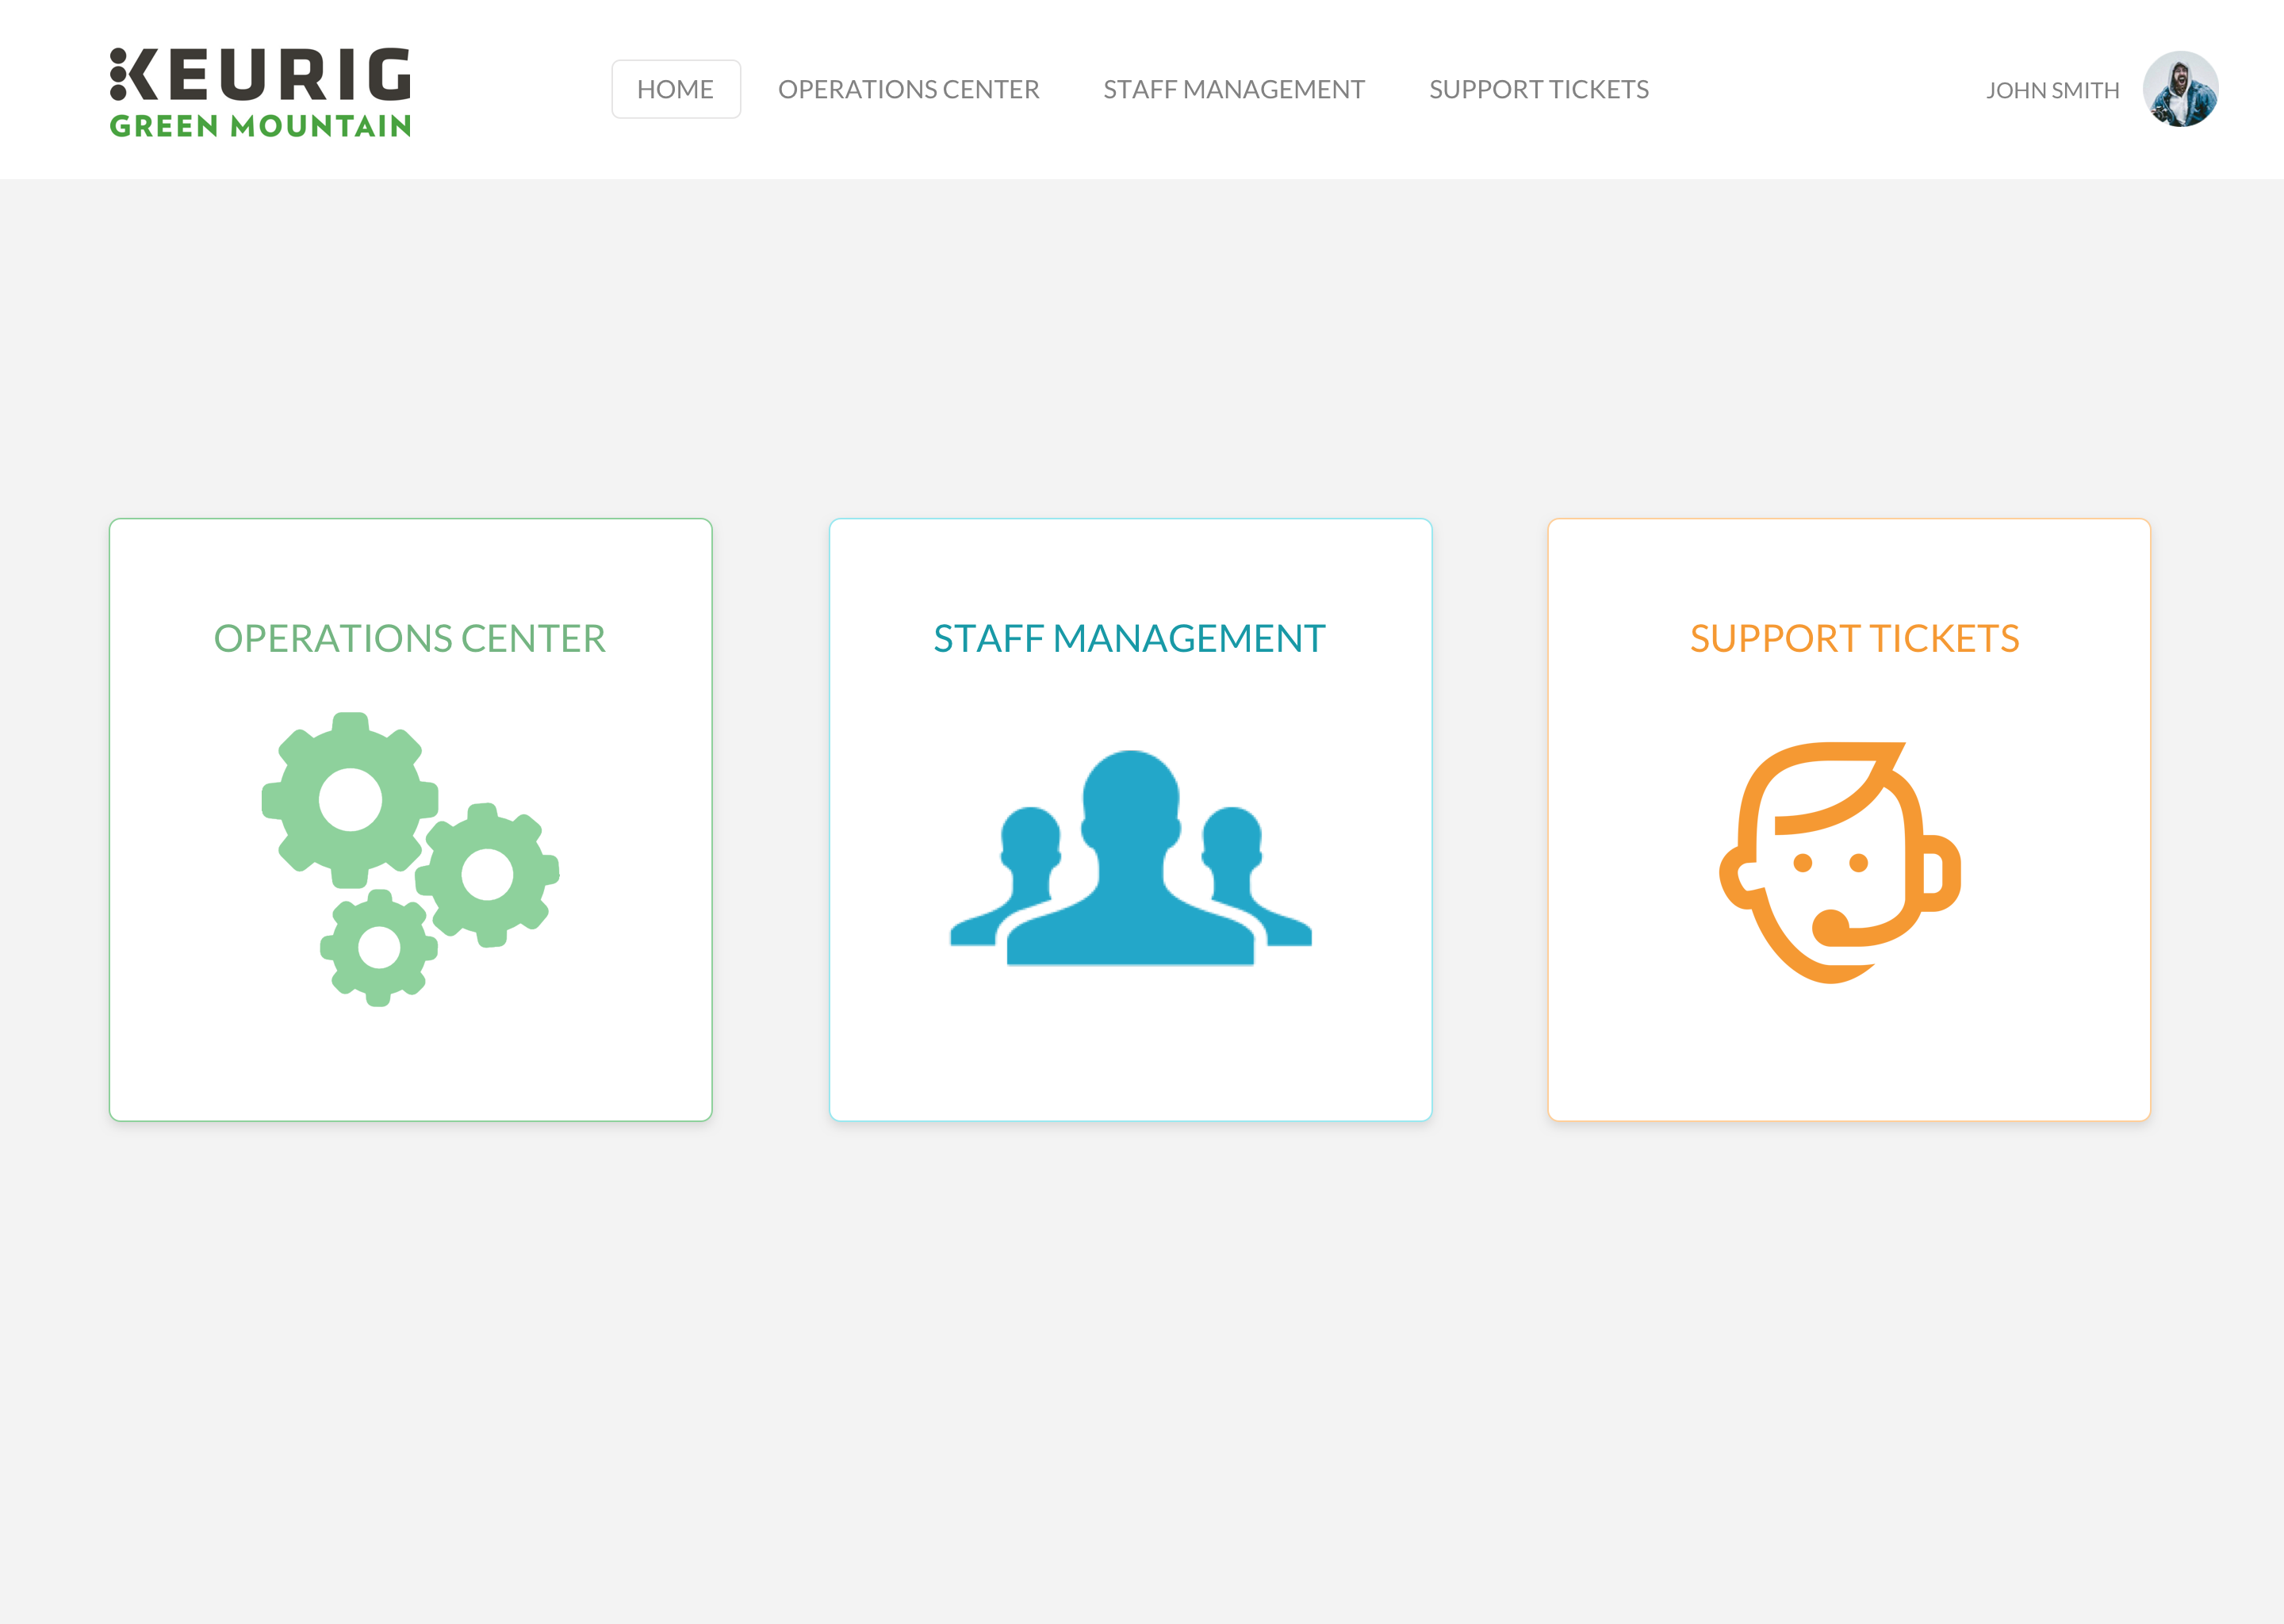 KEURIG
GREEN MOUNTAIN
HOME
OPERATIONS CENTER
STAFF MANAGEMENT
SUPPORT TICKETS
JOHN SMITH
OPERATIONS CENTER
STAFF MANAGEMENT
SUPPORT TICKETS